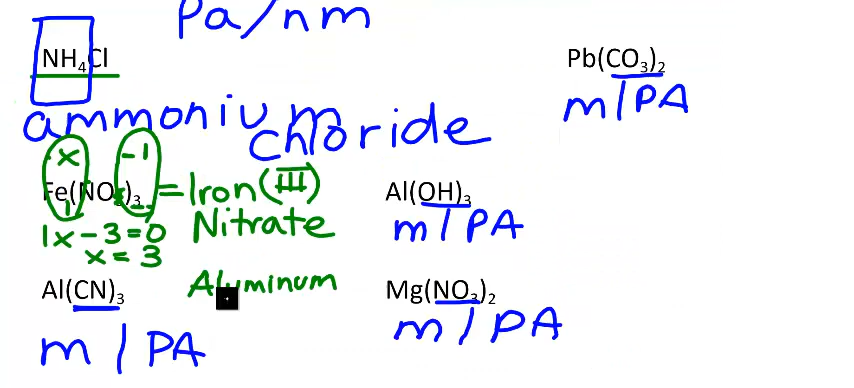 Pa/nm
NH₄Cl
Pb(CO₃)₂
m/PA
ammonium chloride
x -1
Fe(NO₃)₃ = Iron (III)
Nitrate
1
1x - 3 = 0
x = 3
Al(OH)₃
m/PA
Al(CN)₃
Aluminum
m/PA
Mg(NO₃)₂
m/PA